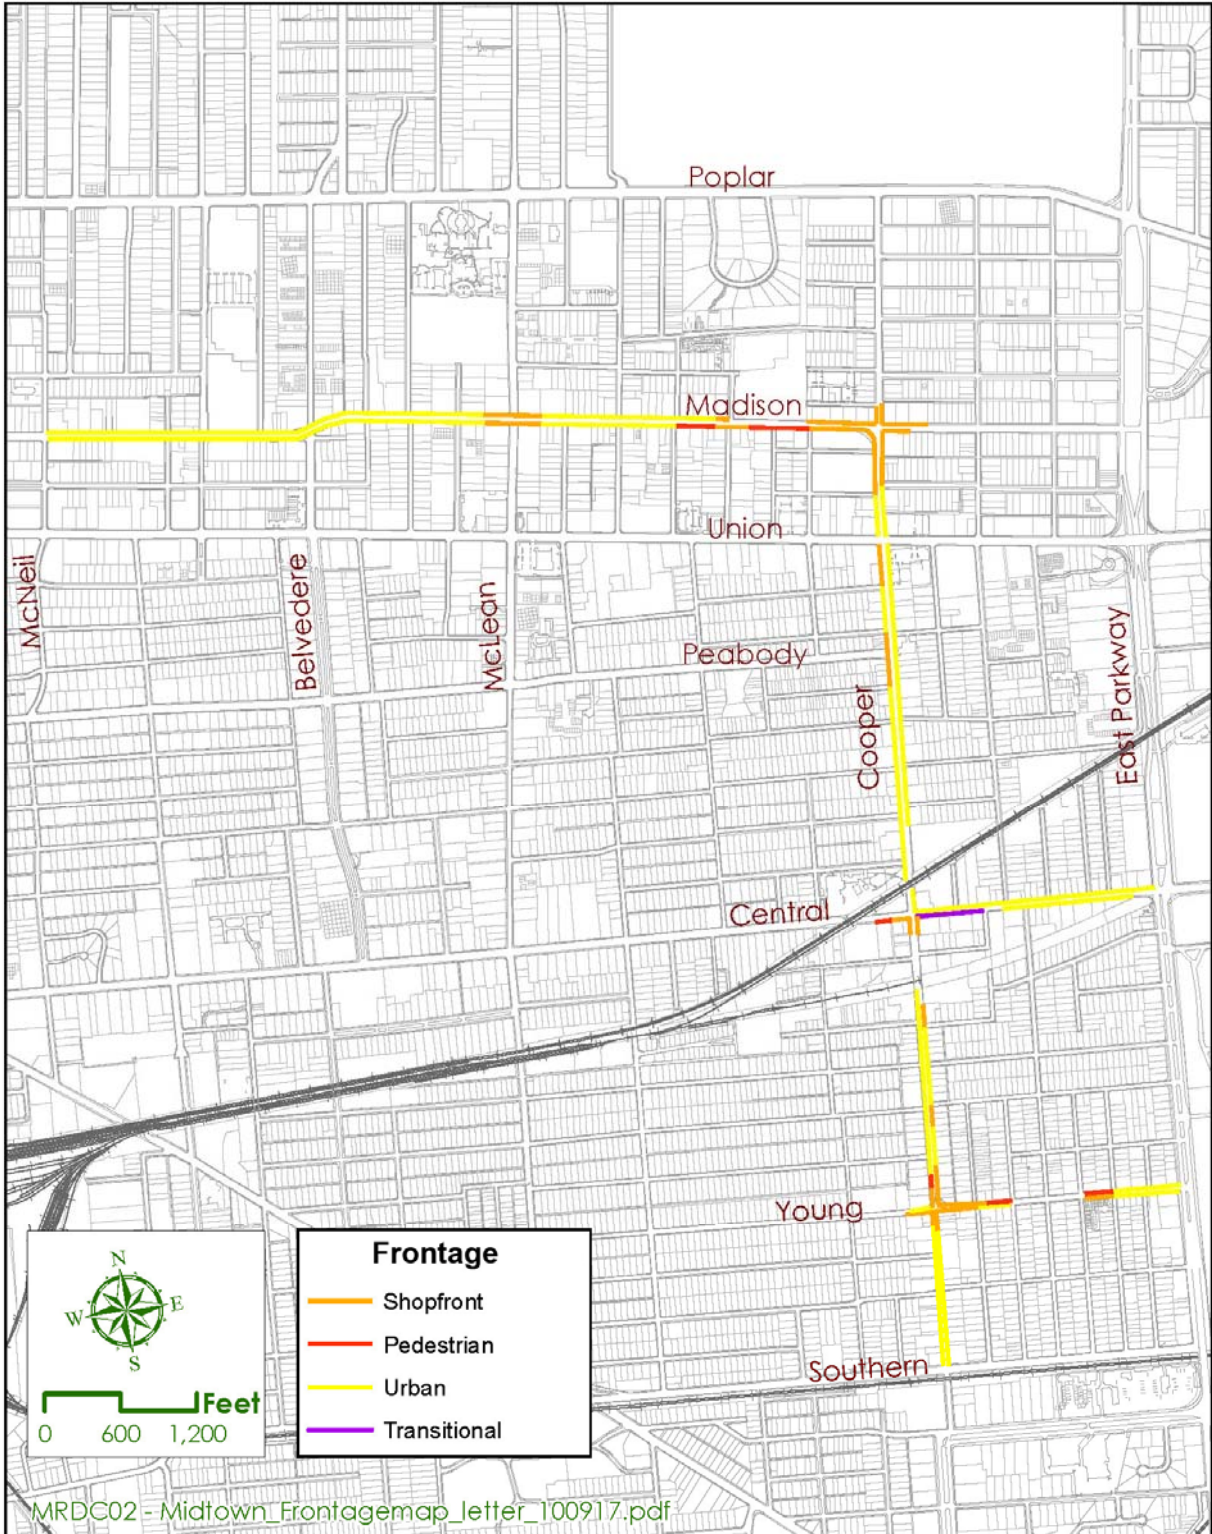 Poplar
Madison
Union
McNeil
Belvedere
McLean
Peabody
Cooper
East Parkway
Central
Young
Southern
N
W E
S
Feet
0 600 1,200
Frontage
Shopfront
Pedestrian
Urban
Transitional
MRDC02 - Midtown_Frontagemap_letter_100917.pdf